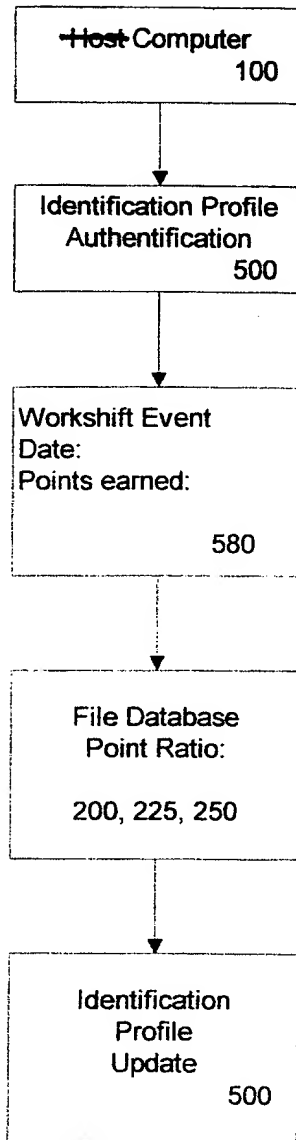 Host Computer
100
Identification Profile
Authentification
500
Workshift Event
Date:
Points earned:
580
File Database
Point Ratio:
200, 225, 250
Identification
Profile
Update
500